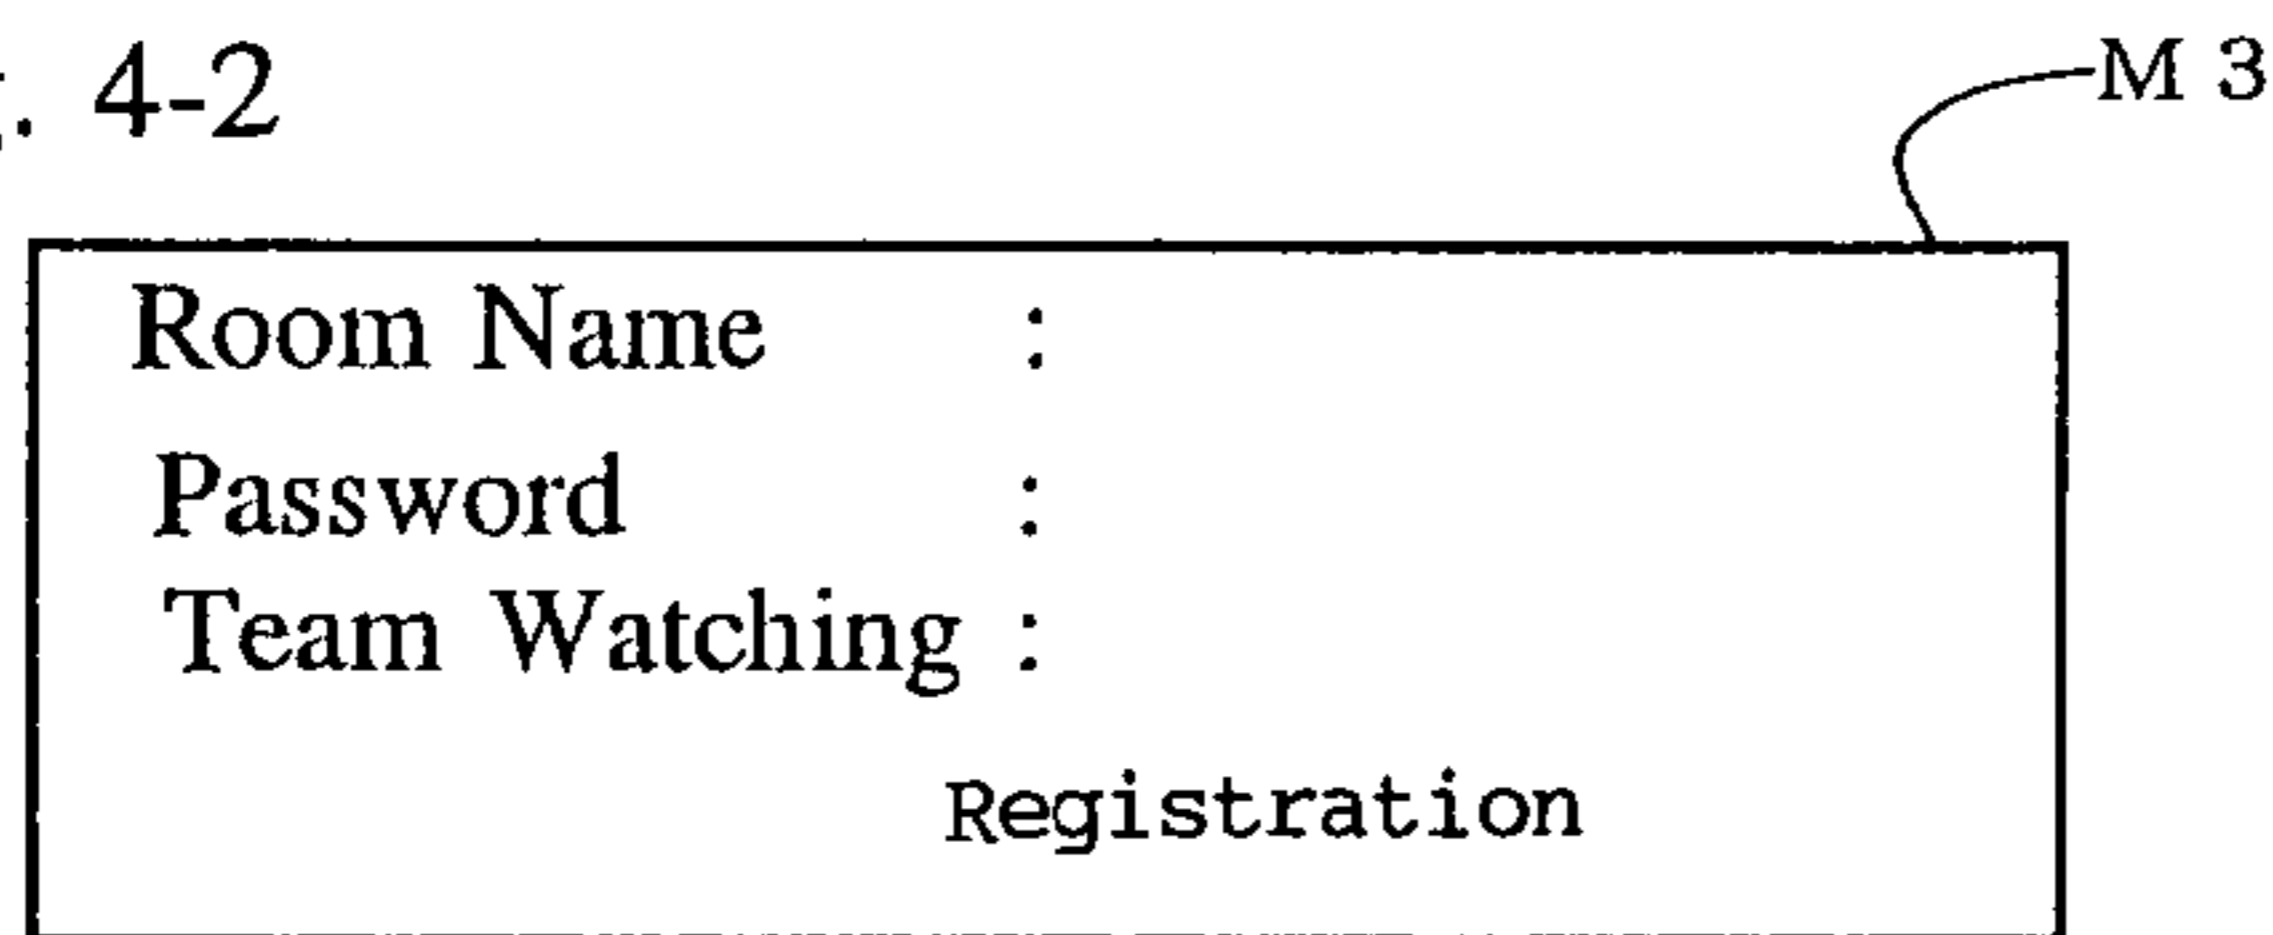 . 4-2
M 3
Room Name :
Password :
Team Watching :
Registration